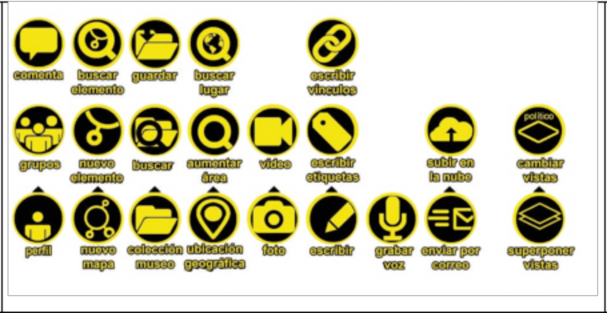 comenta buscar guardar buscar escribir
elemento lugar vínculos
político
grupos nuevo buscar aumentar video escribir subir en cambiar
elemento área etiquetas la nube vistas
perfil nuevo colección ubicación foto escribir grabar enviar por superponer
mapa museo geográfica voz correo vistas